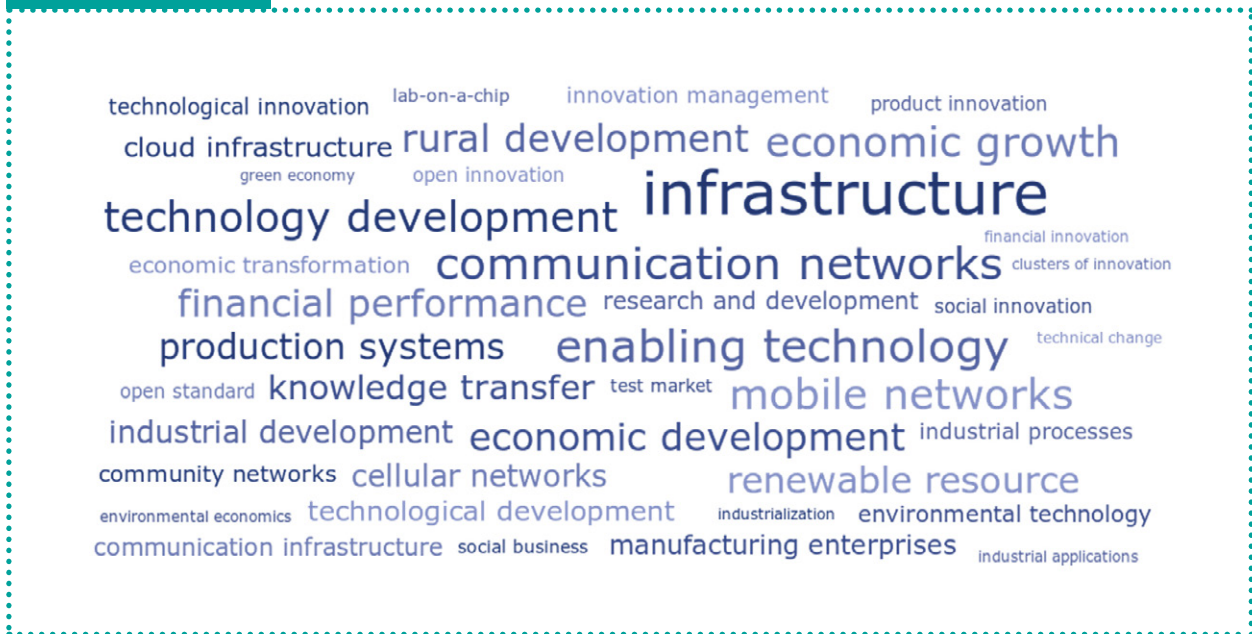 technological innovation lab-on-a-chip innovation management product innovation
cloud infrastructure rural development economic growth
green economy open innovation infrastructure
technology development
financial innovation
economic transformation communication networks clusters of innovation
financial performance research and development social innovation
production systems enabling technology technical change
open standard knowledge transfer test market mobile networks
industrial development economic development industrial processes
community networks cellular networks renewable resource
environmental economics technological development industrialization environmental technology
communication infrastructure social business manufacturing enterprises industrial applications